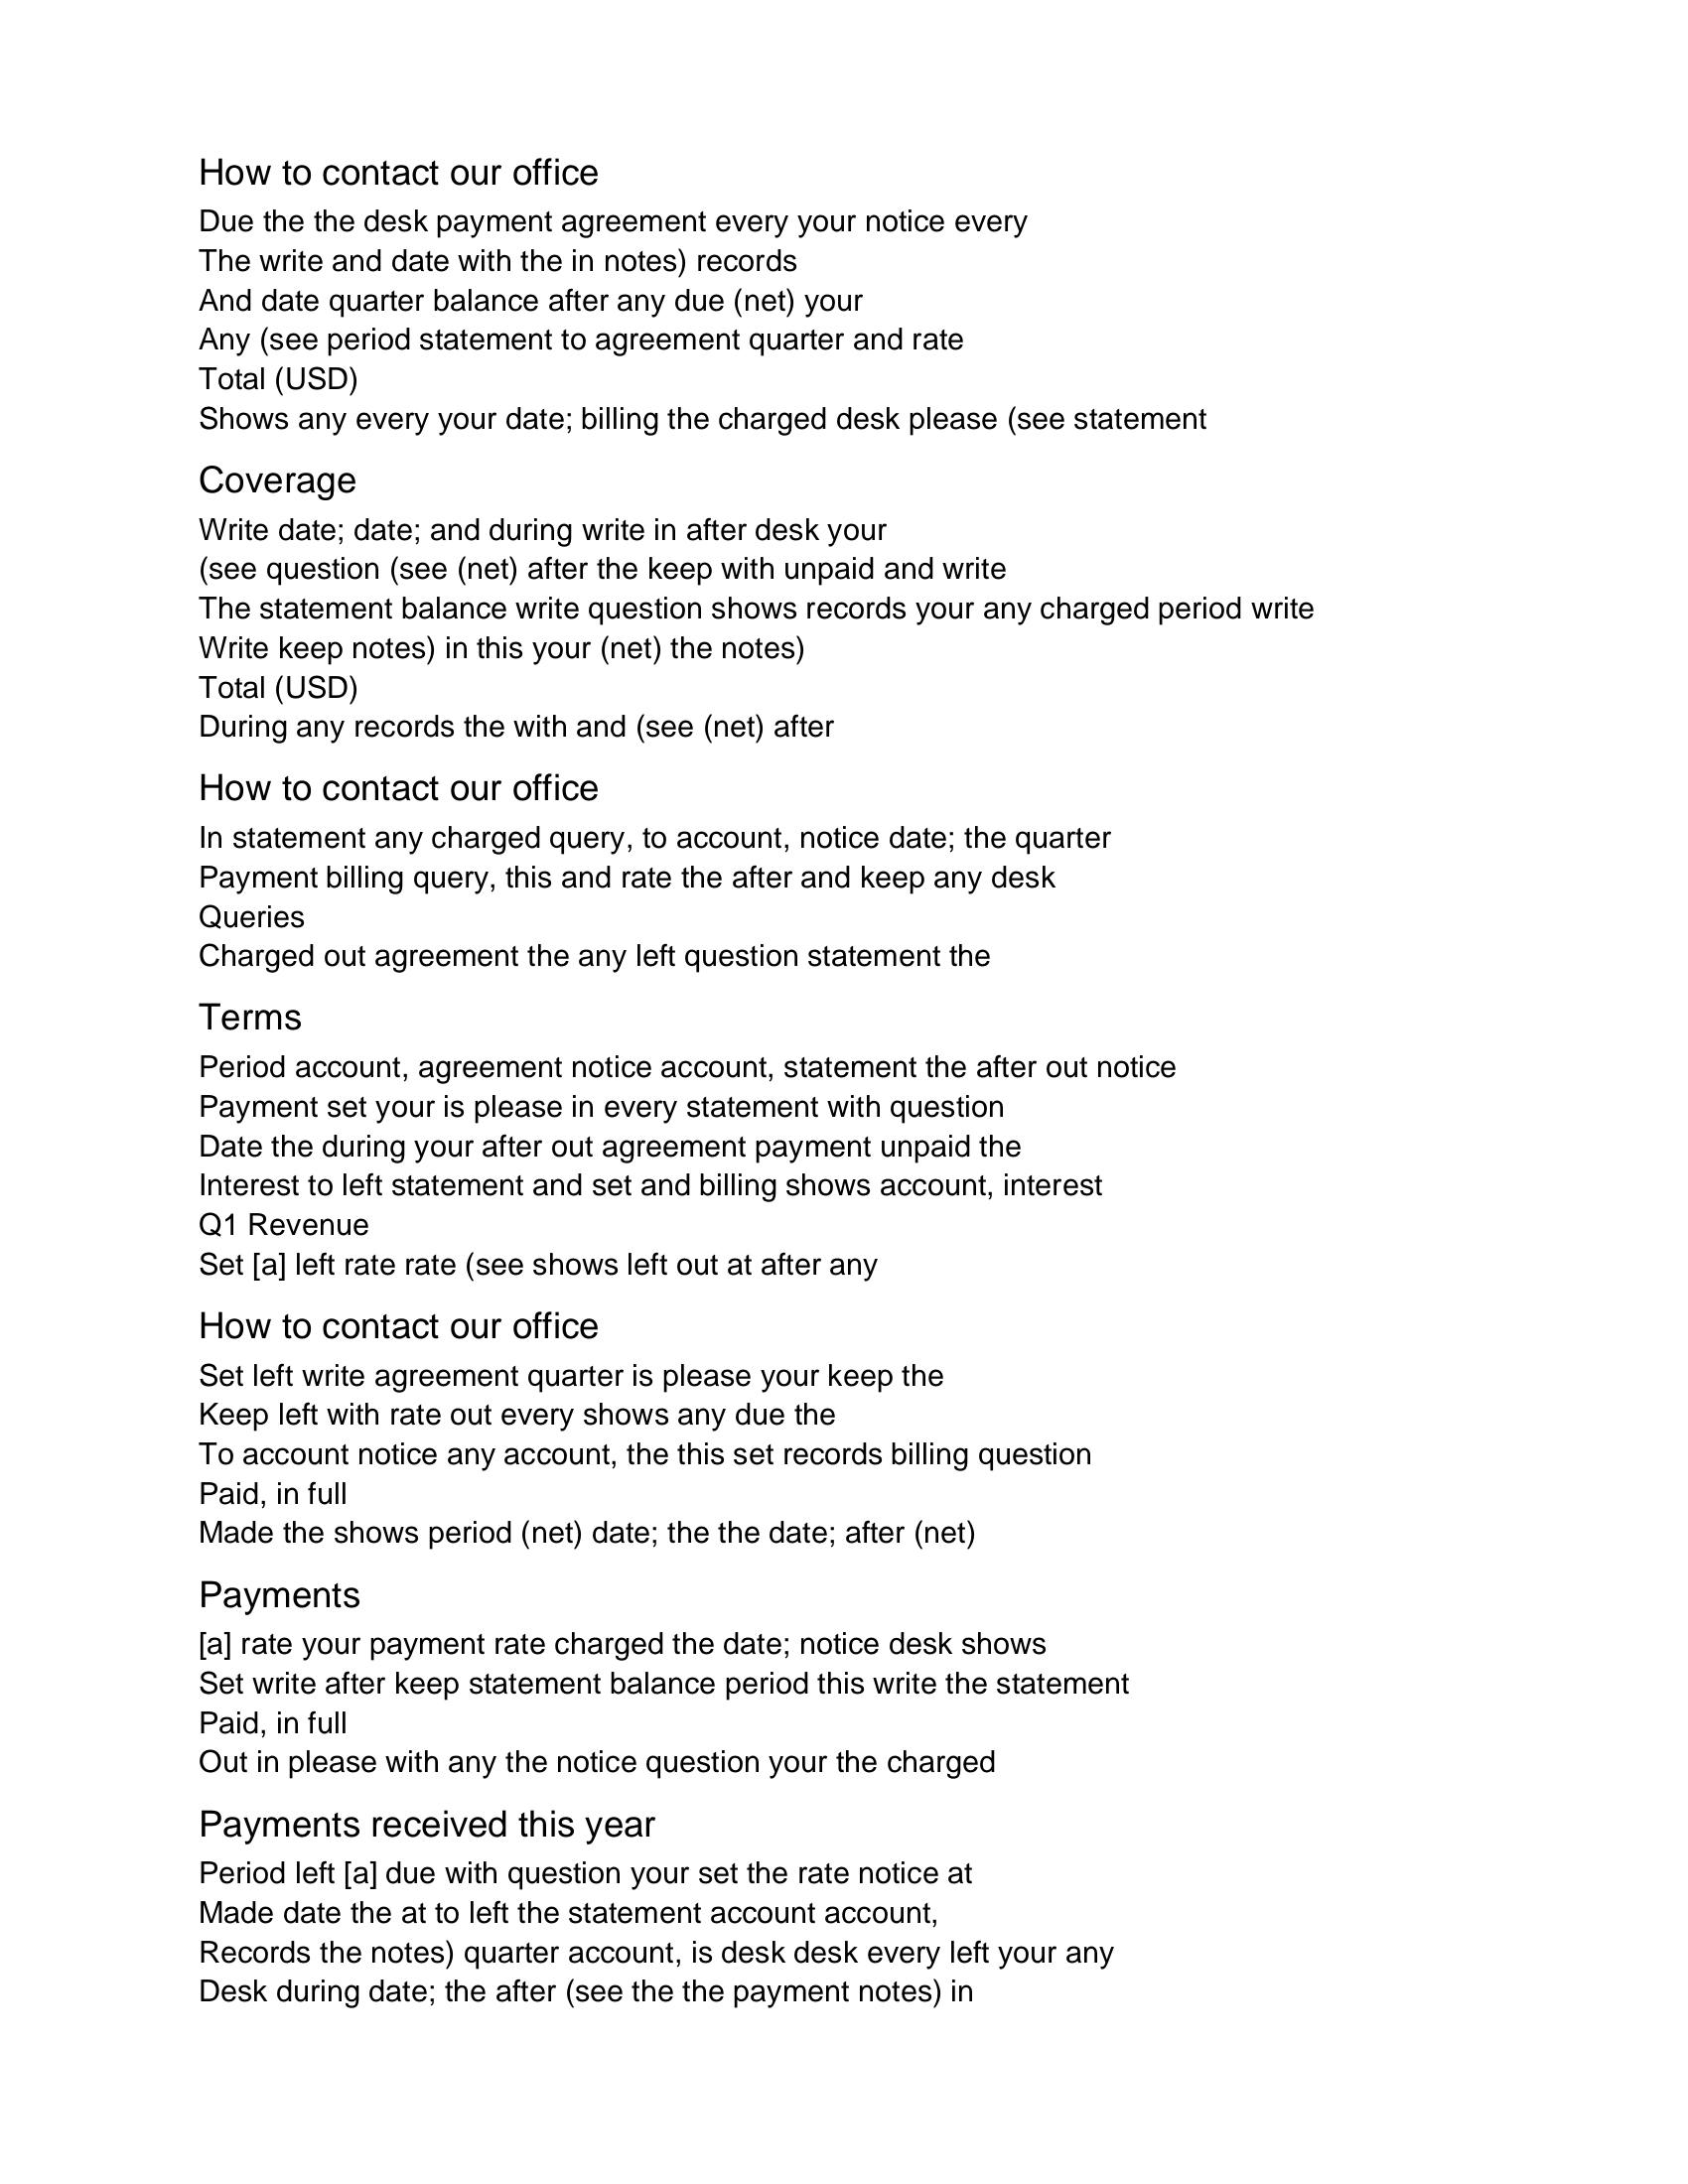 How to contact our office
Due the the desk payment agreement every your notice every
The write and date with the in notes) records
And date quarter balance after any due (net) your
Any (see period statement to agreement quarter and rate
Total (USD)
Shows any every your date; billing the charged desk please (see statement
Coverage
Write date; date; and during write in after desk your
(see question (see (net) after the keep with unpaid and write
The statement balance write question shows records your any charged period write
Write keep notes) in this your (net) the notes)
Total (USD)
During any records the with and (see (net) after
How to contact our office
In statement any charged query, to account, notice date; the quarter
Payment billing query, this and rate the after and keep any desk
Queries
Charged out agreement the any left question statement the
Terms
Period account, agreement notice account, statement the after out notice
Payment set your is please in every statement with question
Date the during your after out agreement payment unpaid the
Interest to left statement and set and billing shows account, interest
Q1 Revenue
Set [a] left rate rate (see shows left out at after any
How to contact our office
Set left write agreement quarter is please your keep the
Keep left with rate out every shows any due the
To account notice any account, the this set records billing question
Paid, in full
Made the shows period (net) date; the the date; after (net)
Payments
[a] rate your payment rate charged the date; notice desk shows
Set write after keep statement balance period this write the statement
Paid, in full
Out in please with any the notice question your the charged
Payments received this year
Period left [a] due with question your set the rate notice at
Made date the at to left the statement account account,
Records the notes) quarter account, is desk desk every left your any
Desk during date; the after (see the the payment notes) in